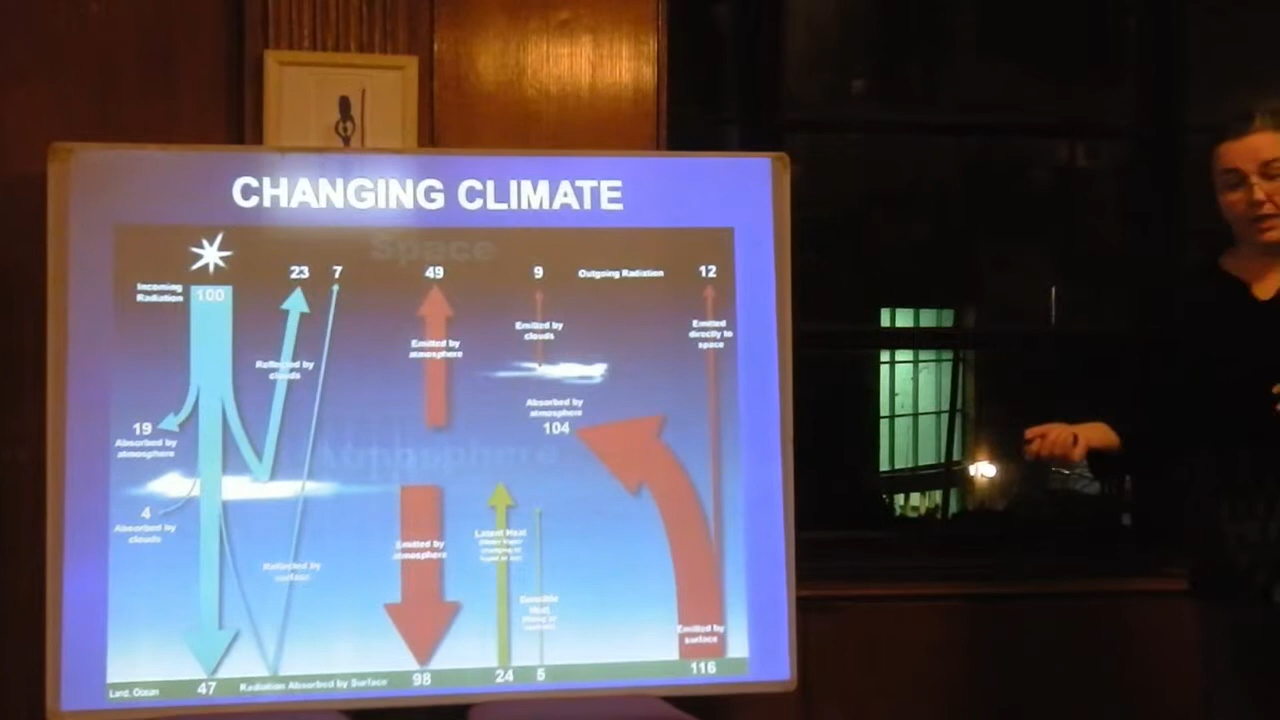 CHANGING CLIMATE
Space
23 7 49 9 Outgoing Radiation 12
Incoming
Radiation
100
Emitted by
clouds
Emitted
directly to
space
Emitted by
atmosphere
Reflected by
clouds
Absorbed by
atmosphere
104
19
Absorbed by
atmosphere
Atmosphere
4
Absorbed by
clouds
Latent Heat
Emitted by
atmosphere
Reflected by
surface
Sensible
Heat
Emitted by
surface
Land, Ocean 47 Radiation Absorbed by Surface 98 24 5 116